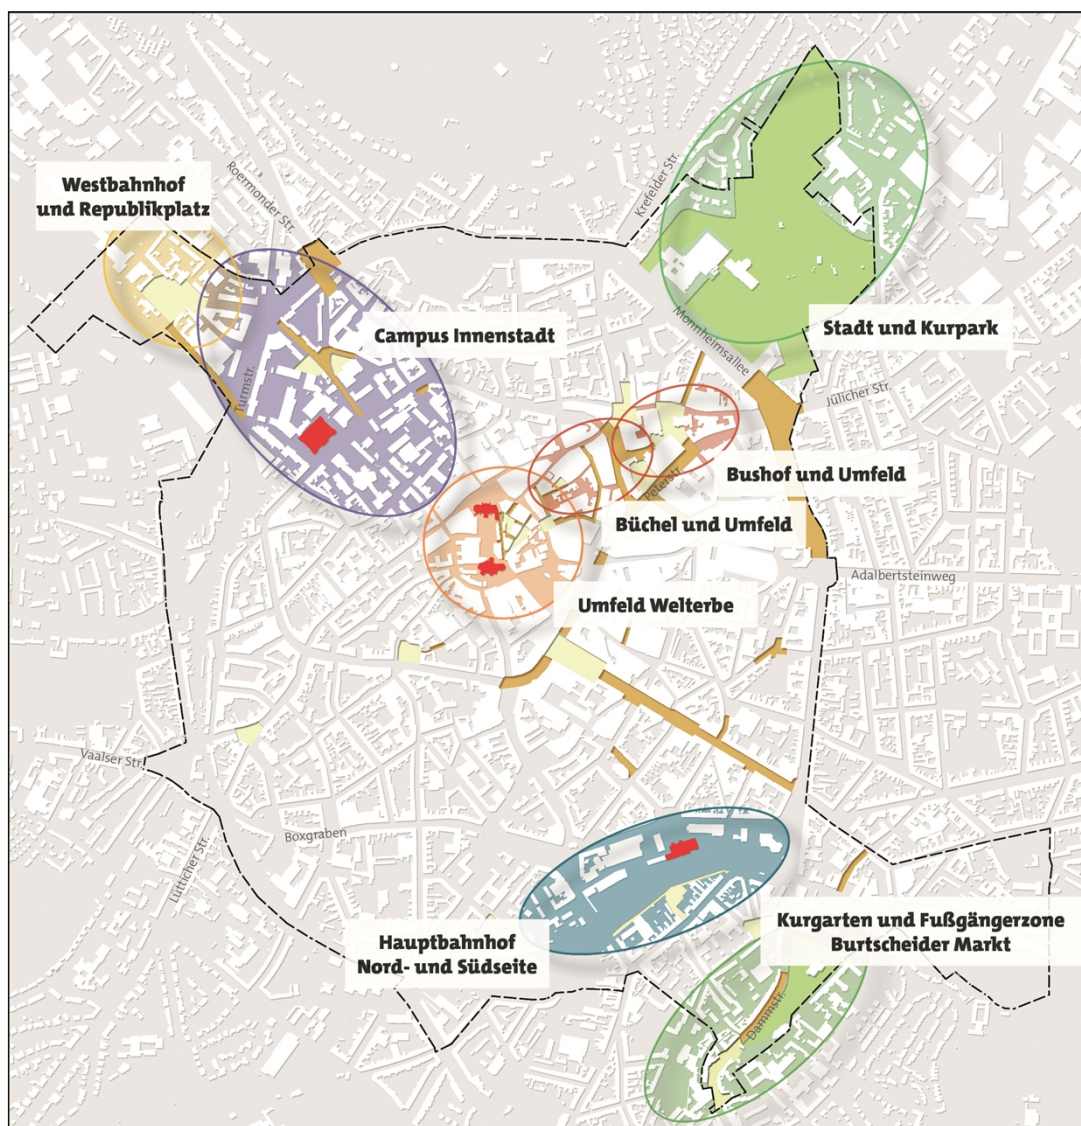 Westbahnhof
und Republikplatz
Roermonder Str.
Krefelder Str.
Campus Innenstadt
Stadt und Kurpark
Monheimsallee
Turmstr.
Jülicher Str.
Bushof und Umfeld
Peterstr.
Büchel und Umfeld
Adalbertsteinweg
Umfeld Welterbe
Vaalser Str.
Boxgraben
Lütticher Str.
Kurgarten und Fußgängerzone
Burtscheider Markt
Hauptbahnhof
Nord- und Südseite
Dammstr.